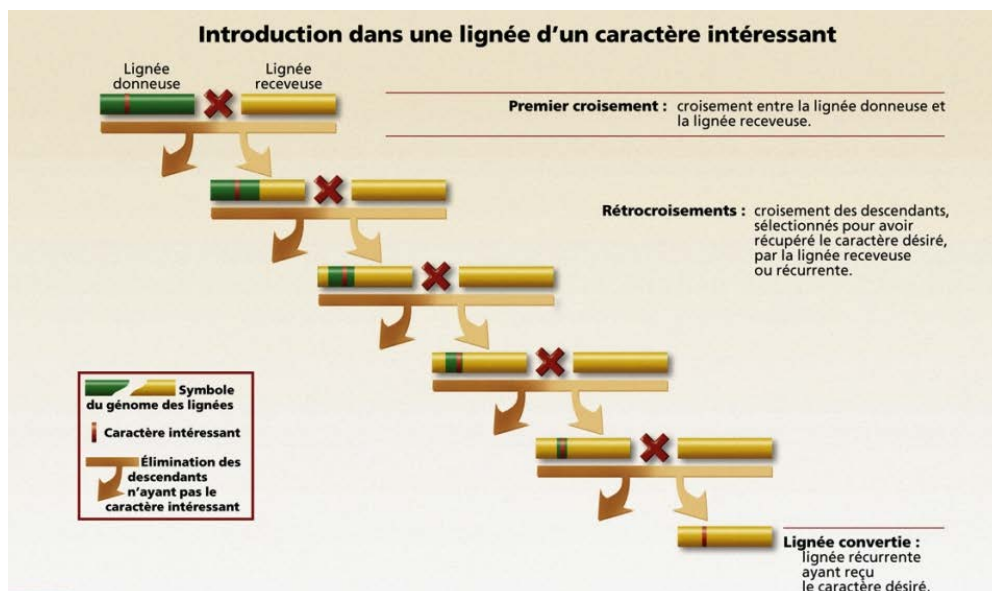 Introduction dans une lignée d'un caractère intéressant
Lignée
donneuse
Lignée
receveuse
Premier croisement : croisement entre la lignée donneuse et
la lignée receveuse.
Rétrocroisements : croisement des descendants,
sélectionnés pour avoir
récupéré le caractère désiré,
par la lignée receveuse
ou récurrente.
Symbole
du génome des lignées
Caractère intéressant
Élimination des
descendants
n'ayant pas le
caractère intéressant
Lignée convertie :
lignée récurrente
ayant reçu
le caractère désiré.